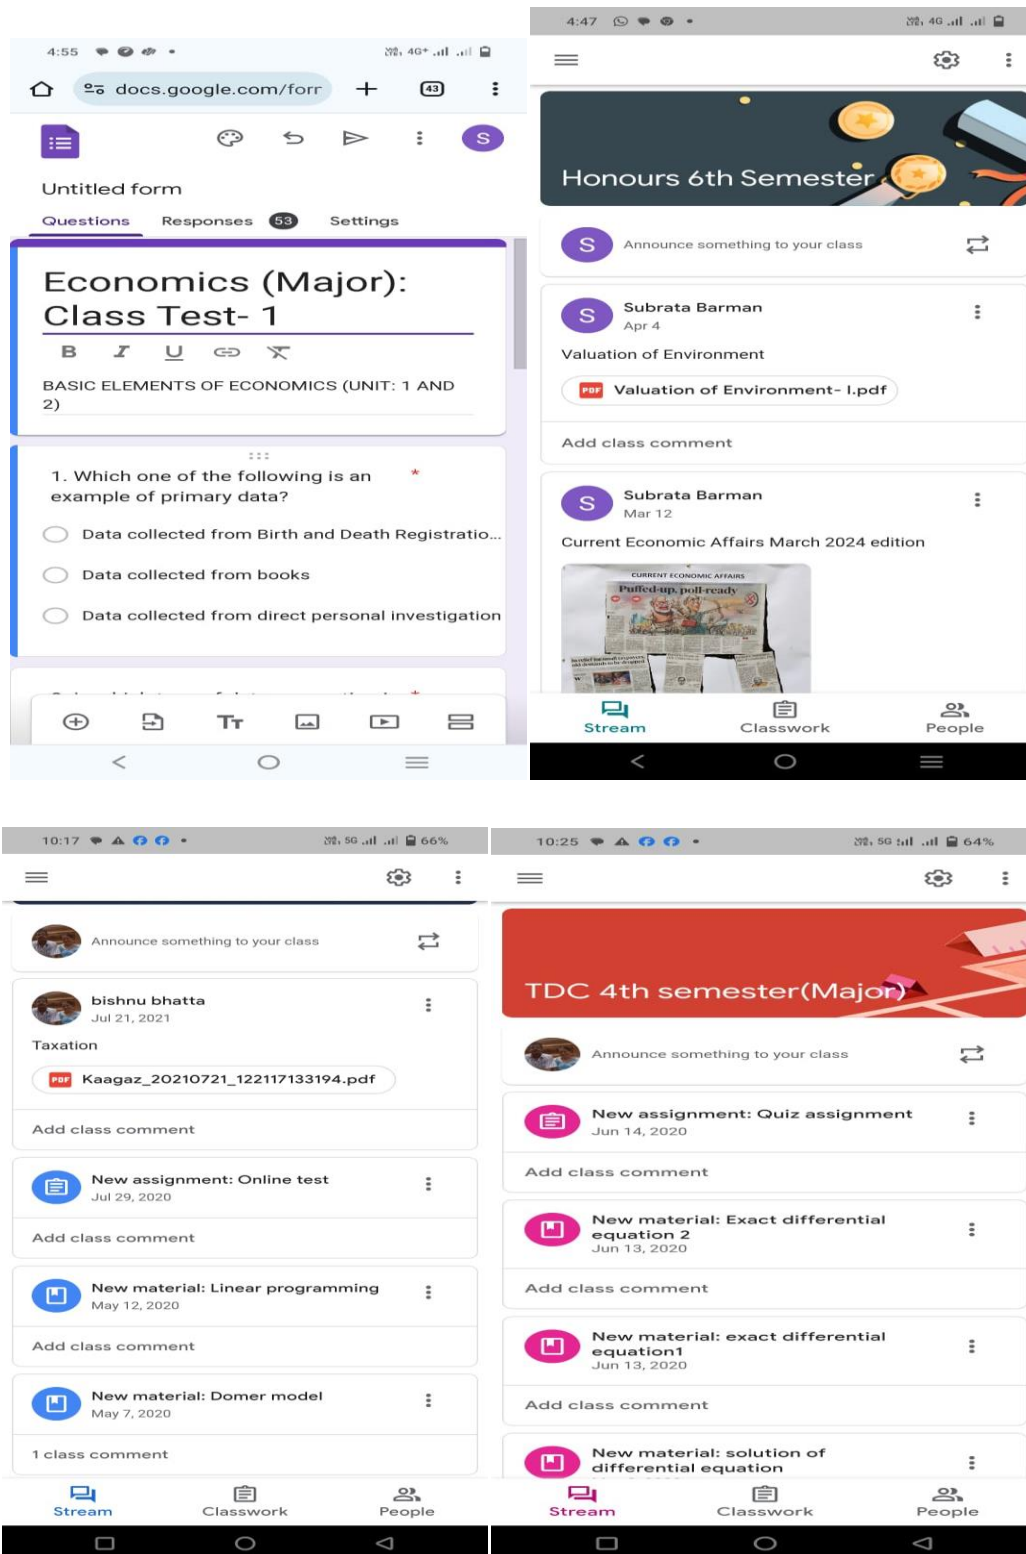 4:55
4G+
docs.google.com/forr
43
S
Untitled form
Questions Responses 53 Settings
Economics (Major):
Class Test- 1
B I U
BASIC ELEMENTS OF ECONOMICS (UNIT: 1 AND
2)
1. Which one of the following is an *
example of primary data?
Data collected from Birth and Death Registratio...
Data collected from books
Data collected from direct personal investigation
Tт
4:47
4G
Honours 6th Semester
S Announce something to your class
S Subrata Barman
Apr 4
Valuation of Environment
PDF Valuation of Environment- I.pdf
Add class comment
S Subrata Barman
Mar 12
Current Economic Affairs March 2024 edition
CURRENT ECONOMIC AFFAIRS
Puffed-up, poll-ready
Stream Classwork People
10:17
5G 66%
Announce something to your class
bishnu bhatta
Jul 21, 2021
Taxation
PDF Kaagaz_20210721_122117133194.pdf
Add class comment
New assignment: Online test
Jul 29, 2020
Add class comment
New material: Linear programming
May 12, 2020
Add class comment
New material: Domer model
May 7, 2020
1 class comment
Stream Classwork People
10:25
5G 64%
TDC 4th semester(Major)
Announce something to your class
New assignment: Quiz assignment
Jun 14, 2020
Add class comment
New material: Exact differential
equation 2
Jun 13, 2020
Add class comment
New material: exact differential
equation1
Jun 13, 2020
Add class comment
New material: solution of
differential equation
Stream Classwork People